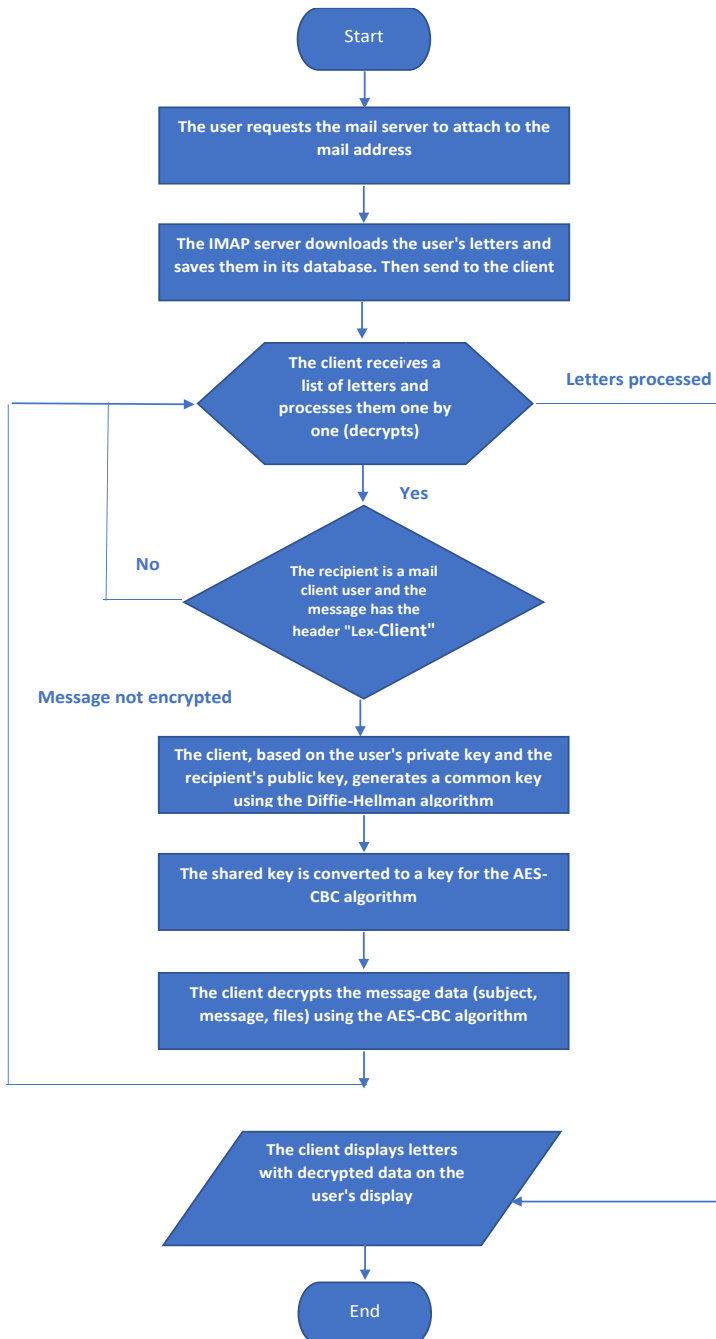 Start
The user requests the mail server to attach to the
mail address
The IMAP server downloads the user's letters and
saves them in its database. Then send to the client
The client receives a
list of letters and
processes them one by
one (decrypts)
Letters processed
Yes
No
The recipient is a mail
client user and the
message has the
header "Lex-Client"
Message not encrypted
The client, based on the user's private key and the
recipient's public key, generates a common key
using the Diffie-Hellman algorithm
The shared key is converted to a key for the AES-
CBC algorithm
The client decrypts the message data (subject,
message, files) using the AES-CBC algorithm
The client displays letters
with decrypted data on the
user's display
End